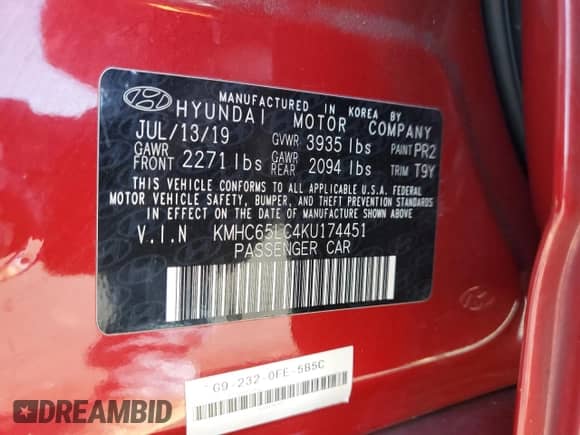 MANUFACTURED IN KOREA BY
HYUNDAI MOTOR COMPANY
JUL/13/19 GVWR 3935 lbs PAINT PR2
GAWR FRONT 2271 lbs GAWR REAR 2094 lbs TRIM T9Y
THIS VEHICLE CONFORMS TO ALL APPLICABLE U.S.A. FEDERAL
MOTOR VEHICLE SAFETY, BUMPER, AND THEFT PREVENTION STANDARDS
IN EFFECT ON THE DATE OF MANUFACTURE SHOWN ABOVE
V.I.N KMHC65LC4KU174451
PASSENGER CAR
G9-232-0FE-5B5C
DREAMBID